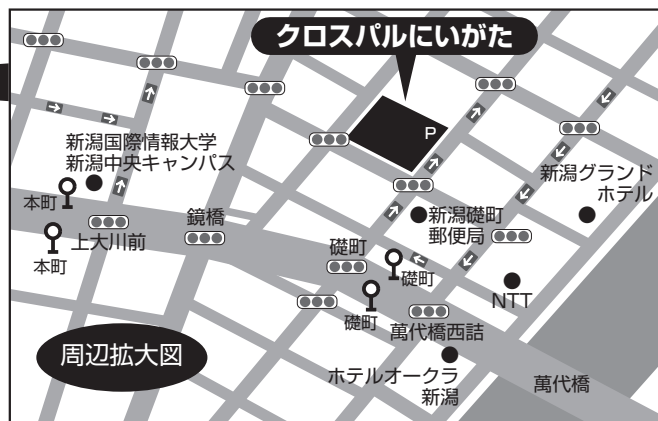 クロスパルにいがた
P
新潟国際情報大学
新潟中央キャンパス
新潟グランド
ホテル
本町
上大川前
本町
鏡橋
新潟礎町
郵便局
礎町
礎町
礎町
NTT
萬代橋西詰
周辺拡大図
ホテルオークラ
新潟
萬代橋